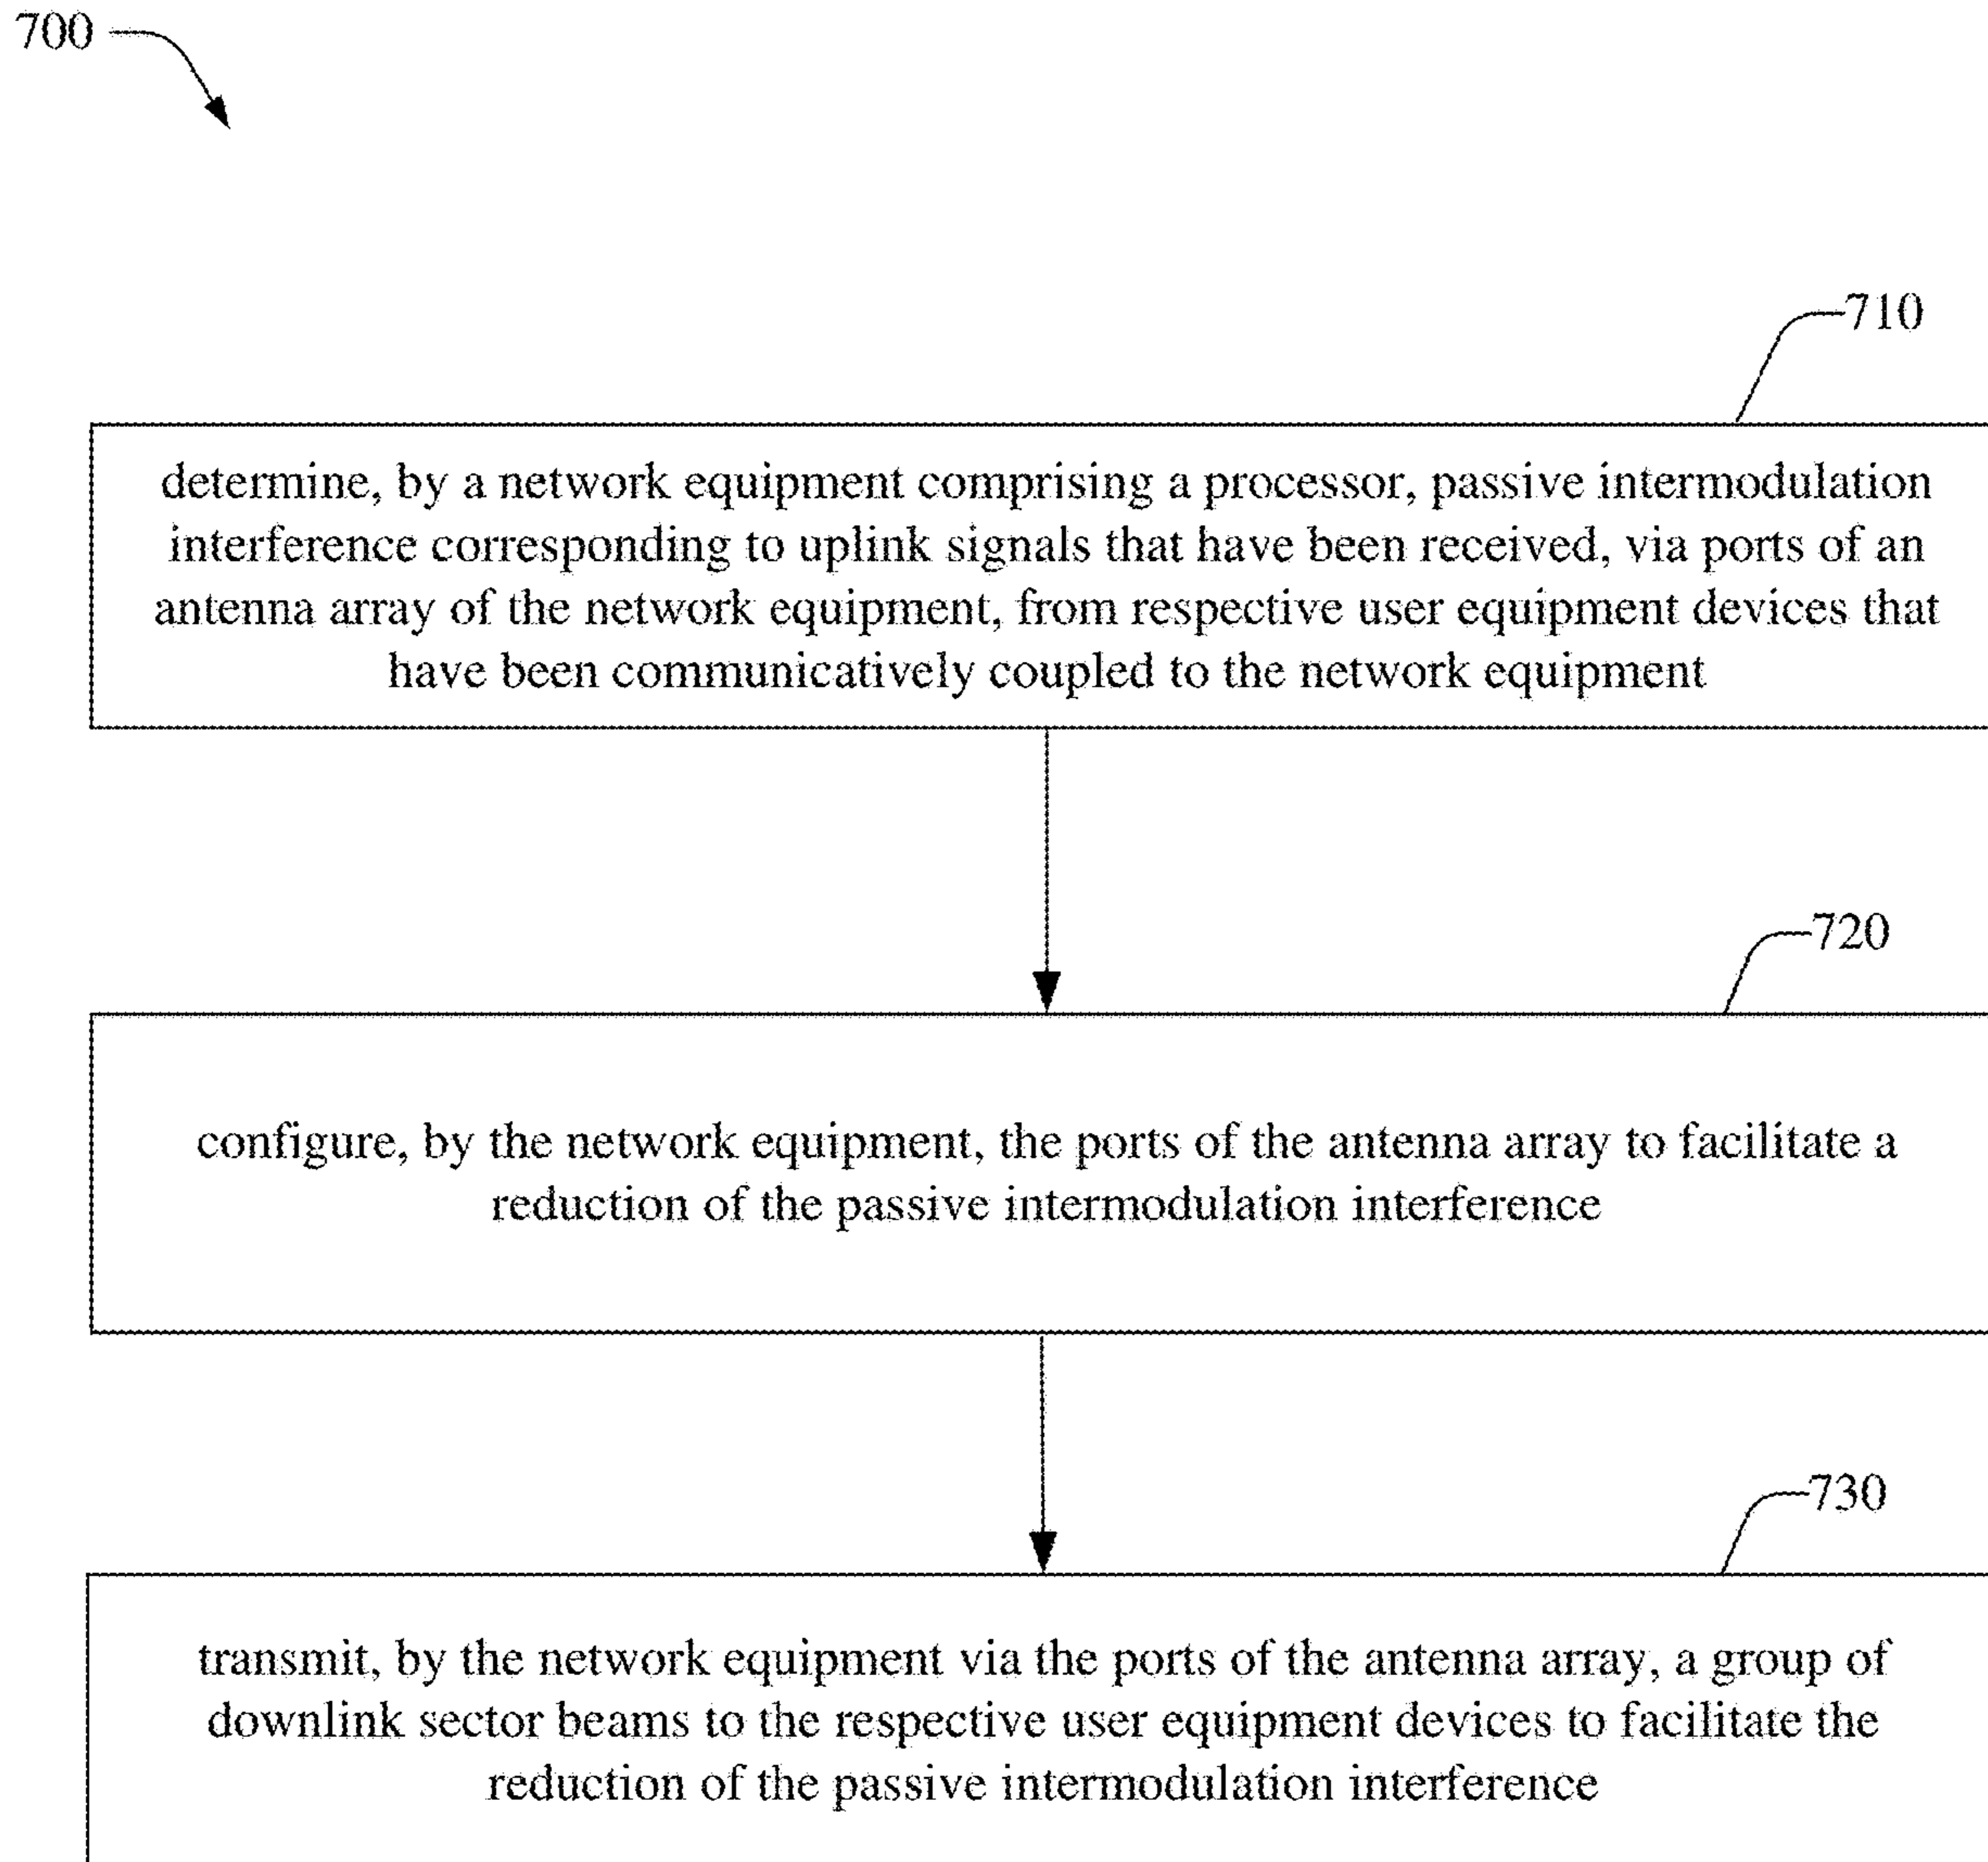 700
710
determine, by a network equipment comprising a processor, passive intermodulation
interference corresponding to uplink signals that have been received, via ports of an
antenna array of the network equipment, from respective user equipment devices that
have been communicatively coupled to the network equipment
720
configure, by the network equipment, the ports of the antenna array to facilitate a
reduction of the passive intermodulation interference
730
transmit, by the network equipment via the ports of the antenna array, a group of
downlink sector beams to the respective user equipment devices to facilitate the
reduction of the passive intermodulation interference